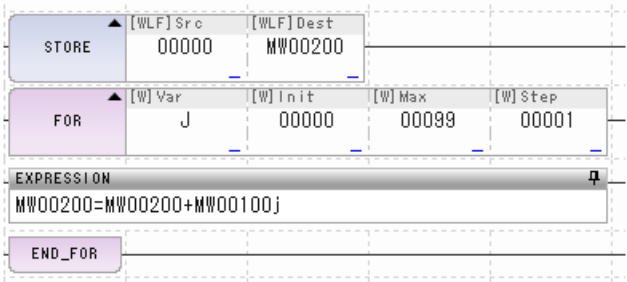 [WLF]Src [WLF]Dest
STORE 00000 MW00200
[W]Var [W]Init [W]Max [W]Step
FOR J 00000 00099 00001
EXPRESSION
MW00200=MW00200+MW00100j
END_FOR